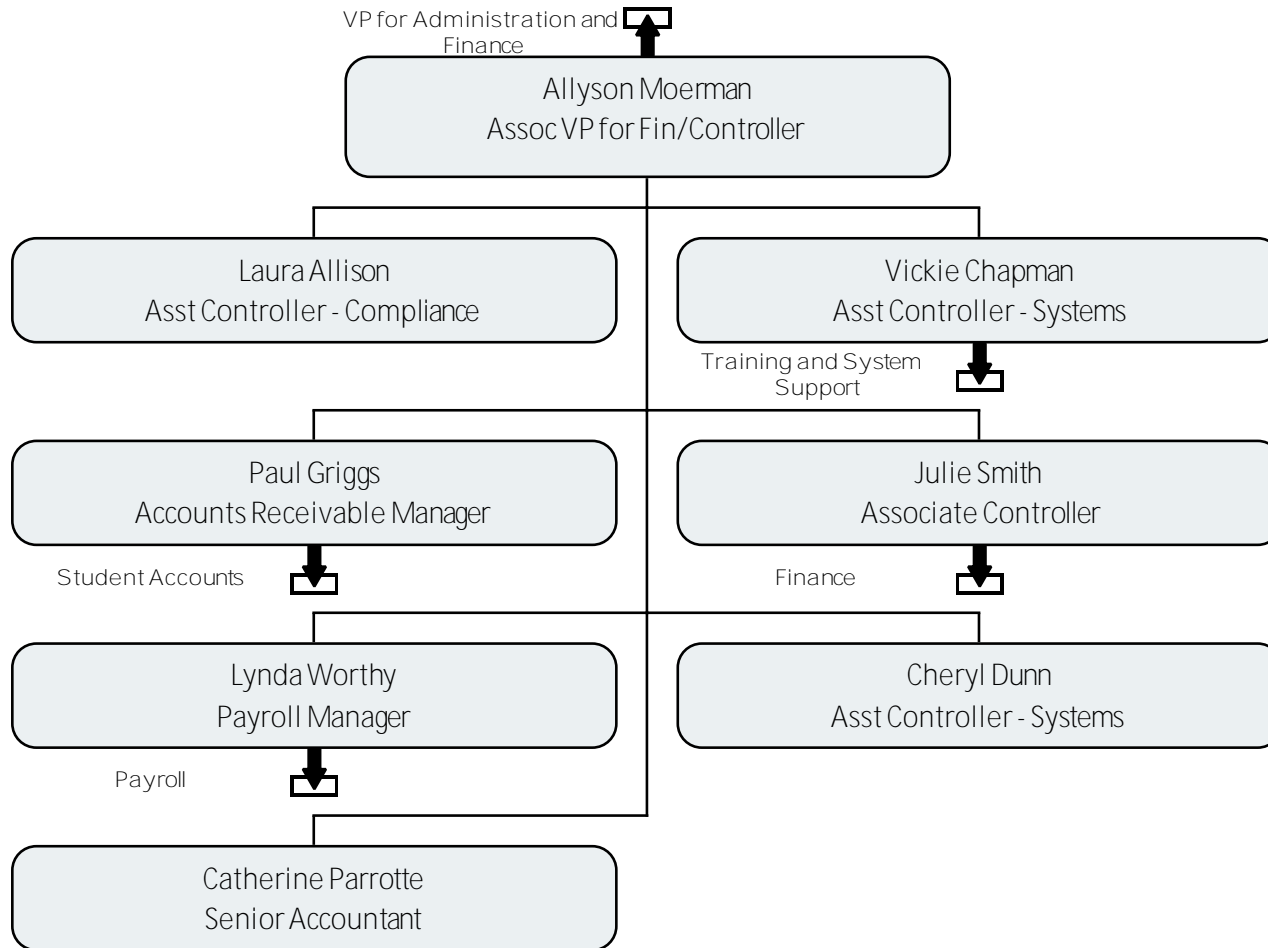 VP for Administration and
Finance
Allyson Moerman
Assoc VP for Fin/Controller
Laura Allison
Asst Controller - Compliance
Vickie Chapman
Asst Controller - Systems
Training and System
Support
Paul Griggs
Accounts Receivable Manager
Julie Smith
Associate Controller
Student Accounts
Finance
Lynda Worthy
Payroll Manager
Cheryl Dunn
Asst Controller - Systems
Payroll
Catherine Parrotte
Senior Accountant